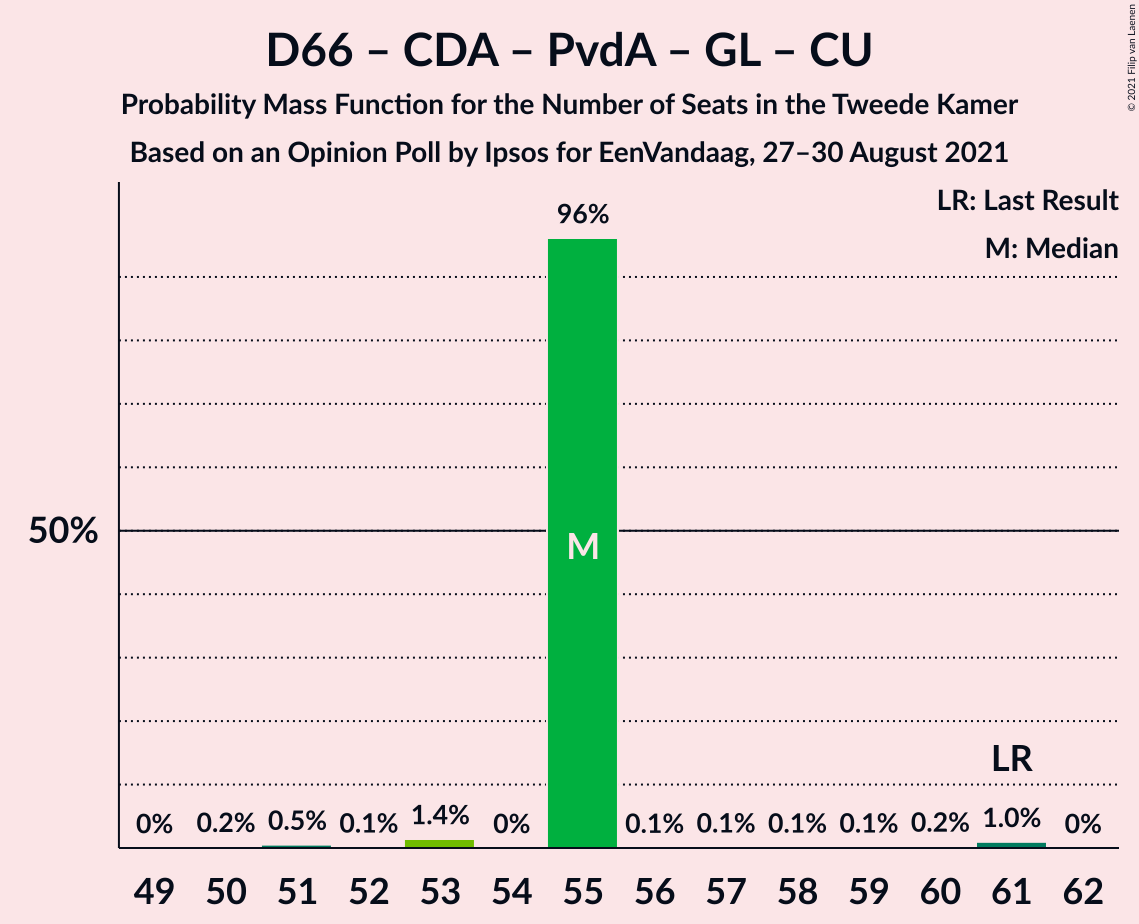 D66 – CDA – PvdA – GL – CU
Probability Mass Function for the Number of Seats in the Tweede Kamer
Based on an Opinion Poll by Ipsos for EenVandaag, 27–30 August 2021
© 2021 Filip van Laenen
LR: Last Result
M: Median
96%
50%
M
LR
0% 0.2% 0.5% 0.1% 1.4% 0% 0.1% 0.1% 0.1% 0.1% 0.2% 1.0% 0%
49 50 51 52 53 54 55 56 57 58 59 60 61 62